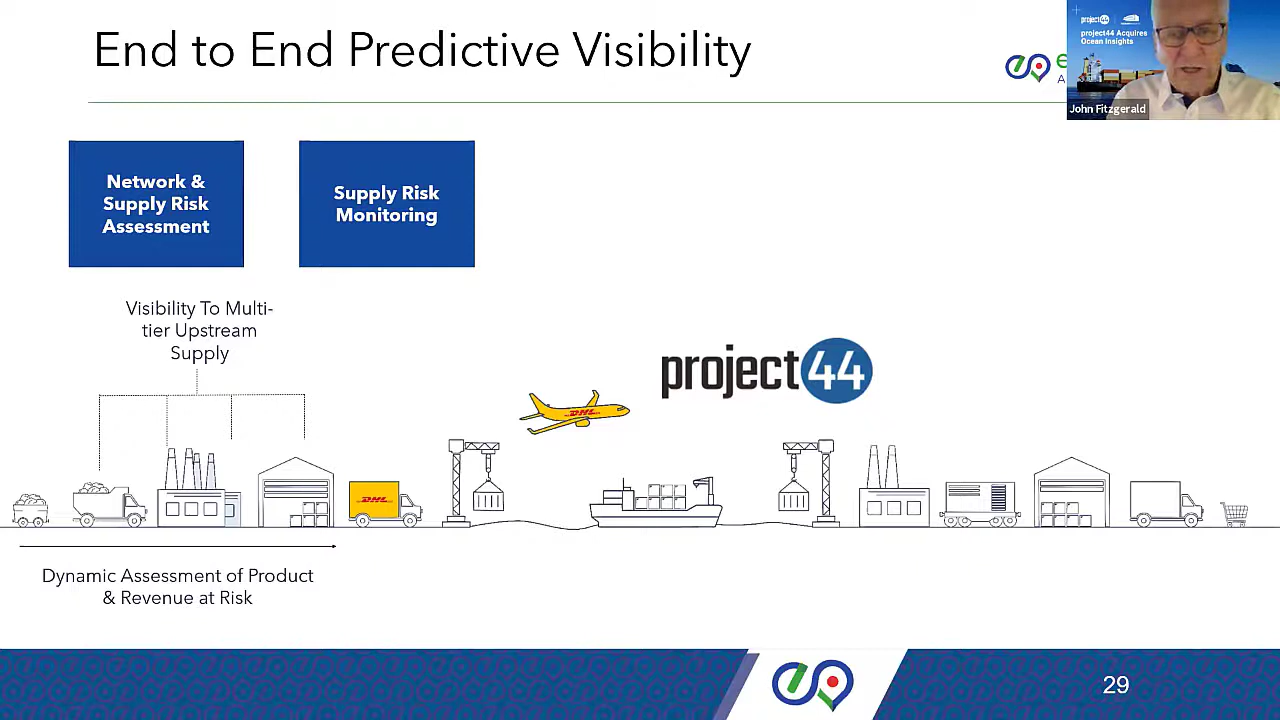 End to End Predictive Visibility
project44
project44 Acquires
Ocean Insights
John Fitzgerald
Network &
Supply Risk
Assessment
Supply Risk
Monitoring
Visibility To Multi-
tier Upstream
Supply
project44
DHL
DHL
Dynamic Assessment of Product
& Revenue at Risk
29